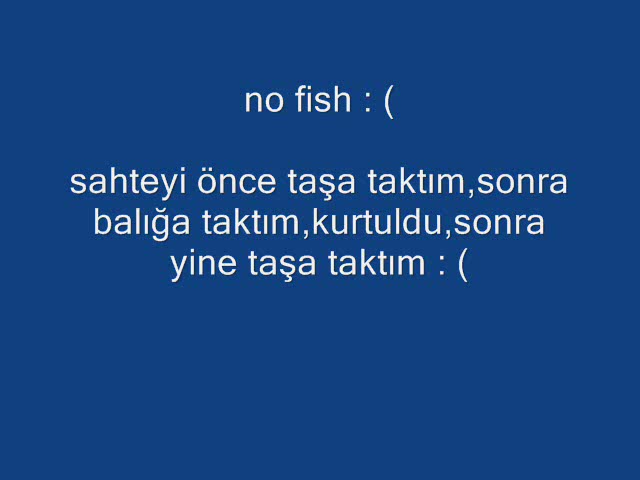 no fish : (
sahteyi önce taşa taktım,sonra
balığa taktım,kurtuldu,sonra
yine taşa taktım : (